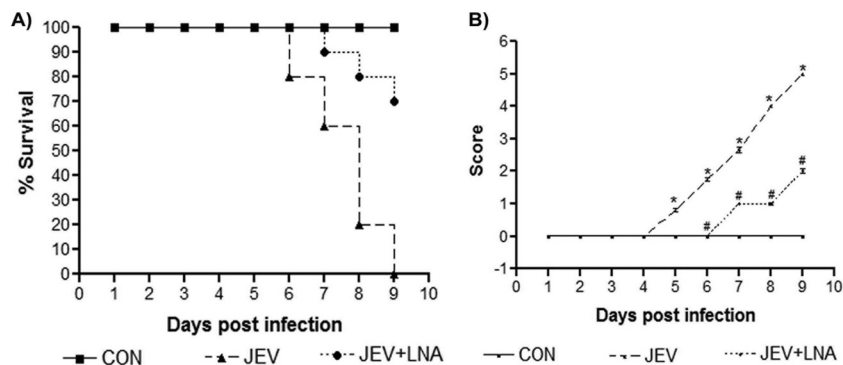 A)
100
90
80
70
60
50
40
30
20
10
0
% Survival
0 1 2 3 4 5 6 7 8 9 10
Days post infection
CON JEV JEV+LNA
B)
6
5
4
3
2
1
0
-1
Score
* * * * *
# # # #
0 1 2 3 4 5 6 7 8 9 10
Days post infection
CON JEV JEV+LNA